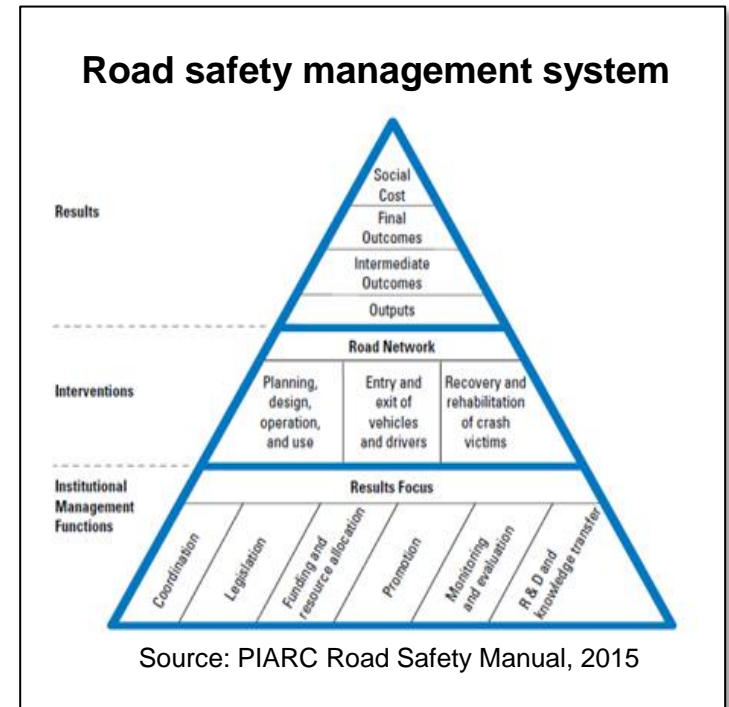 Road safety management system
Results
Social
Cost
Final
Outcomes
Intermediate
Outcomes
Outputs
Interventions
Road Network
Planning,
design,
operation,
and use
Entry and
exit of
vehicles
and drivers
Recovery and
rehabilitation
of crash
victims
Institutional
Management
Functions
Results Focus
Coordination
Legislation
Funding and
resource allocation
Promotion
Monitoring
and evaluation
R & D and
knowledge transfer
Source: PIARC Road Safety Manual, 2015